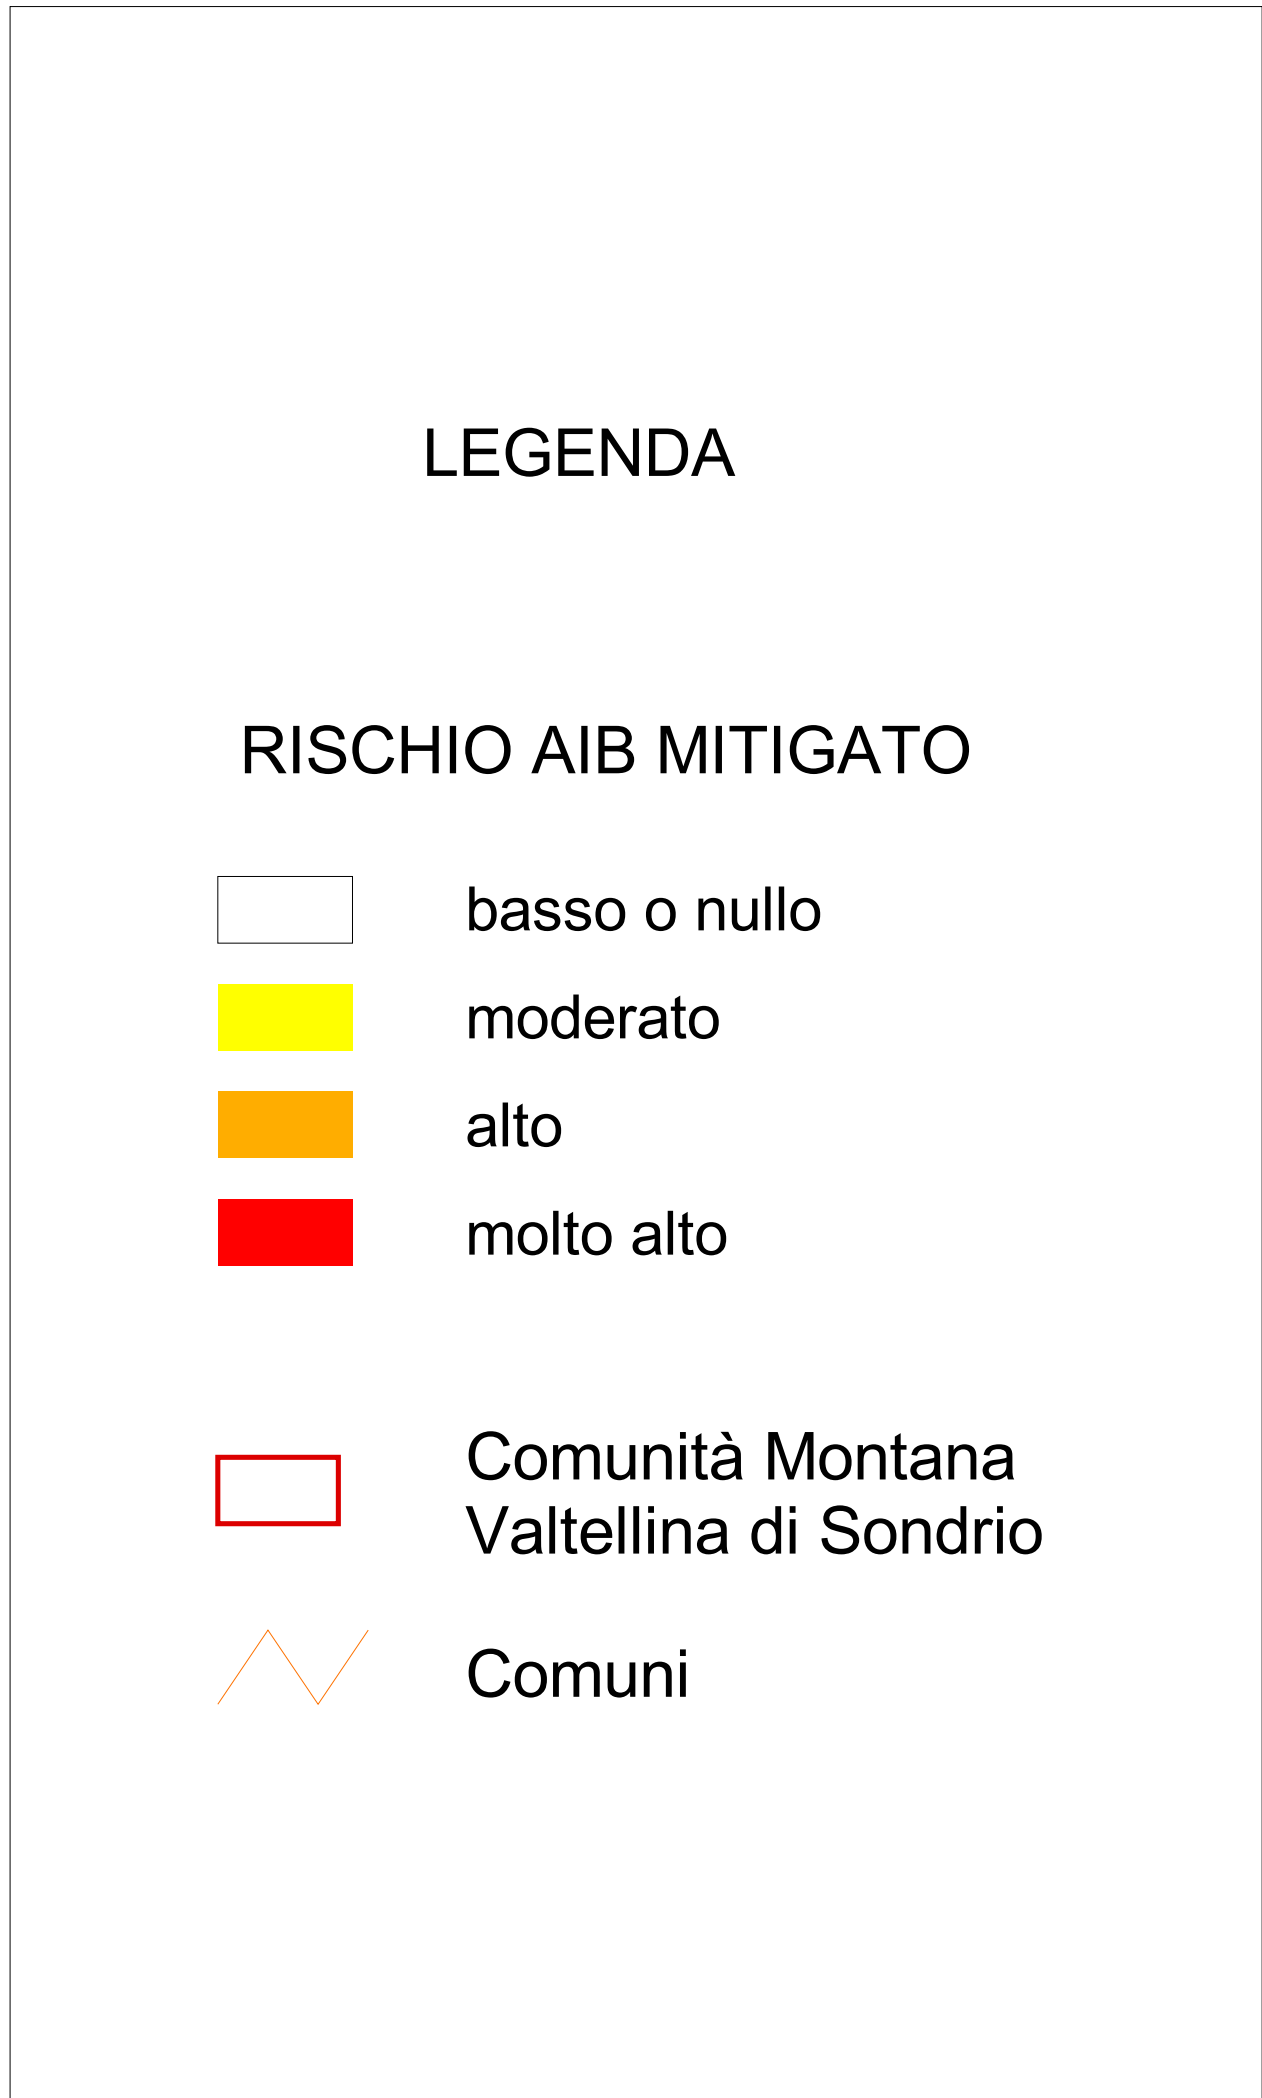 LEGENDA
RISCHIO AIB MITIGATO
basso o nullo
moderato
alto
molto alto
Comunità Montana
Valtellina di Sondrio
Comuni